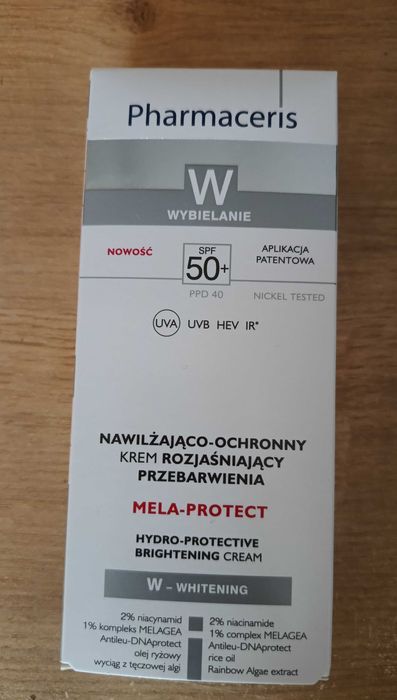 Pharmaceris
W
WYBIELANIE
NOWOŚĆ
SPF
50+
APLIKACJA
PATENTOWA
PPD 40
NICKEL TESTED
UVA UVB HEV IR*
NAWILŻAJĄCO-OCHRONNY
KREM ROZJAŚNIAJĄCY
PRZEBARWIENIA
MELA-PROTECT
HYDRO-PROTECTIVE
BRIGHTENING CREAM
W – WHITENING
2% niacynamid
1% kompleks MELAGEA
Antileu-DNAprotect
olej ryżowy
wyciąg z tęczowej algi
2% niacinamide
1% complex MELAGEA
Antileu-DNAprotect
rice oil
Rainbow Algae extract